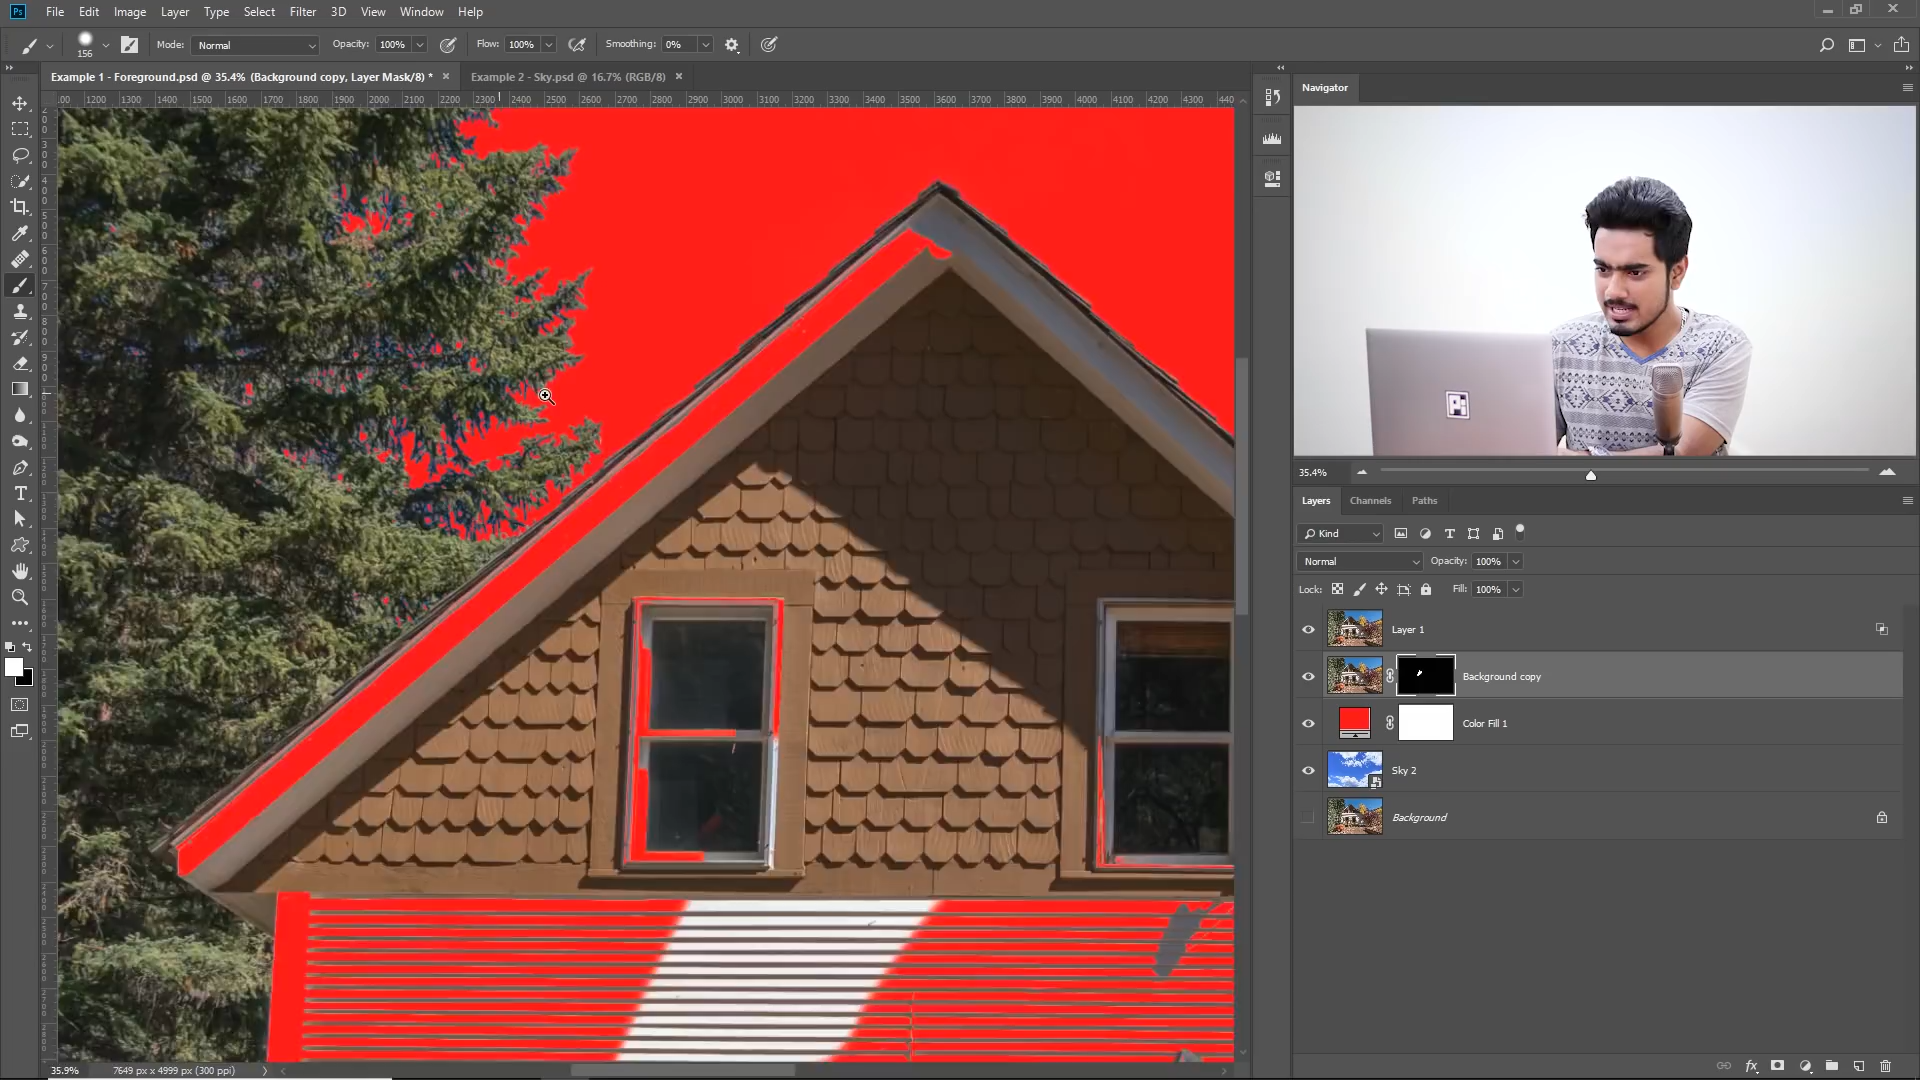 Ps File Edit Image Layer Type Select Filter 3D View Window Help
156 Mode: Normal Opacity: 100% Flow: 100% Smoothing: 0%
Example 1 - Foreground.psd @ 35.4% (Background copy, Layer Mask/8) * × Example 2 - Sky.psd @ 16.7% (RGB/8) ×
1200 1300 1400 1500 1600 1700 1800 1900 2000 2100 2200 2300 2400 2500 2600 2700 2800 2900 3000 3100 3200 3300 3400 3500 3600 3700 3800 3900 4000 4100 4200 4300
Navigator
35.4%
Layers Channels Paths
Kind
Normal Opacity: 100%
Lock: Fill: 100%
Layer 1
Background copy
Color Fill 1
Sky 2
Background
35.9% 7649 px x 4999 px (300 ppi)